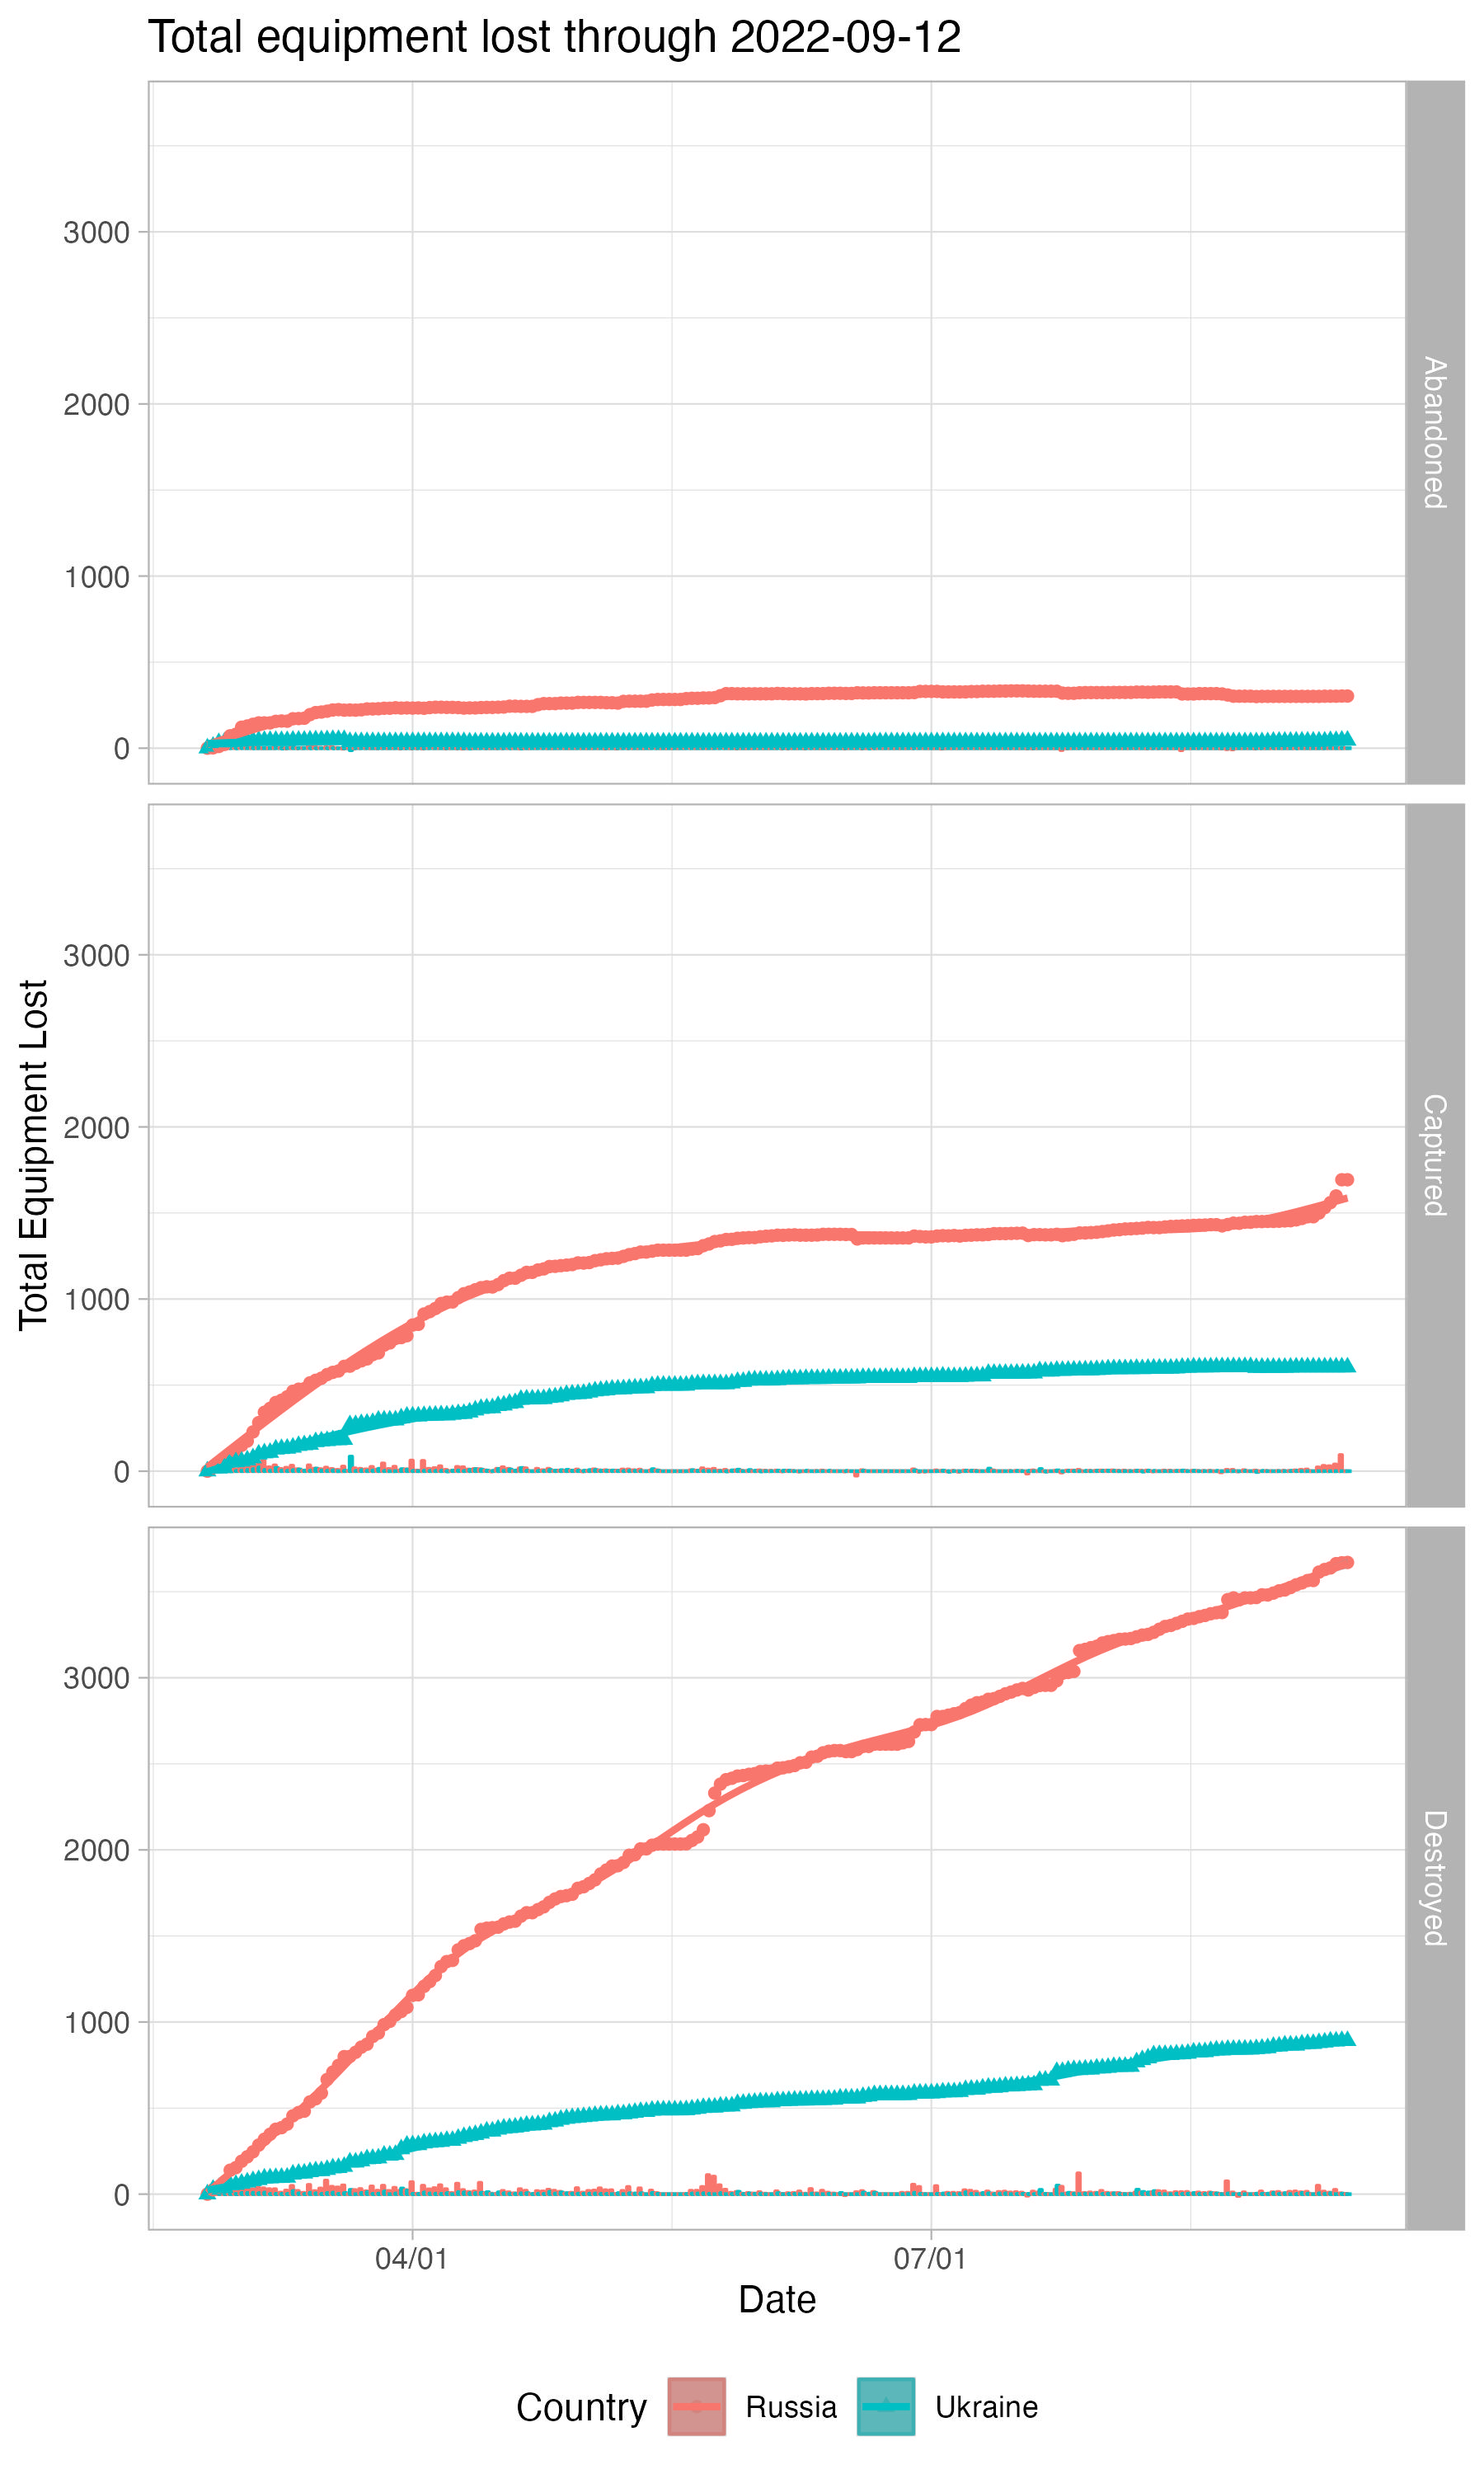 Total equipment lost through 2022-09-12
3000
2000
1000
0
Abandoned
3000
2000
1000
0
Captured
Total Equipment Lost
3000
2000
1000
0
Destroyed
04/01
07/01
Date
Country
Russia
Ukraine